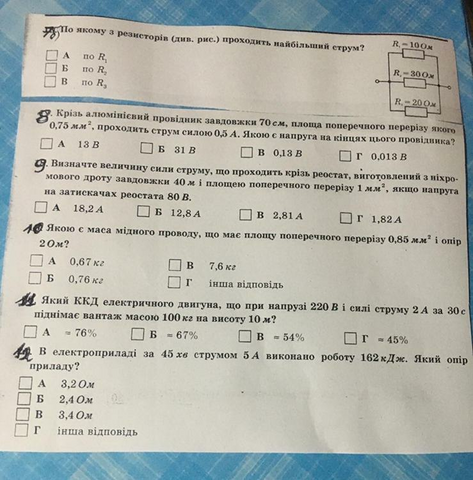 7. По якому з резисторів (див. рис.) проходить найбільший струм?
А по R₁
Б по R₂
В по R₃
R₁=10 Ом
R₂=30 Ом
R₃=20 Ом
8. Крізь алюмінієвий провідник завдовжки 70 см, площа поперечного перерізу якого
0,75 мм², проходить струм силою 0,5 А. Якою є напруга на кінцях цього провідника?
А 13 В Б 31 В В 0,13 В Г 0,013 В
9. Визначте величину сили струму, що проходить крізь реостат, виготовлений з ніхро-
мового дроту завдовжки 40 м і площею поперечного перерізу 1 мм², якщо напруга
на затискачах реостата 80 В.
А 18,2 А Б 12,8 А В 2,81 А Г 1,82 А
10 Якою є маса мідного проводу, що має площу поперечного перерізу 0,85 мм² і опір
2 Ом?
А 0,67 кг В 7,6 кг
Б 0,76 кг Г інша відповідь
11 Який ККД електричного двигуна, що при напрузі 220 В і силі струму 2 А за 30 с
піднімає вантаж масою 100 кг на висоту 10 м?
А ≈ 76% Б ≈ 67% В ≈ 54% Г ≈ 45%
12 В електроприладі за 45 хв струмом 5 А виконано роботу 162 кДж. Який опір
приладу?
А 3,2 Ом
Б 2,4 Ом
В 3,4 Ом
Г інша відповідь